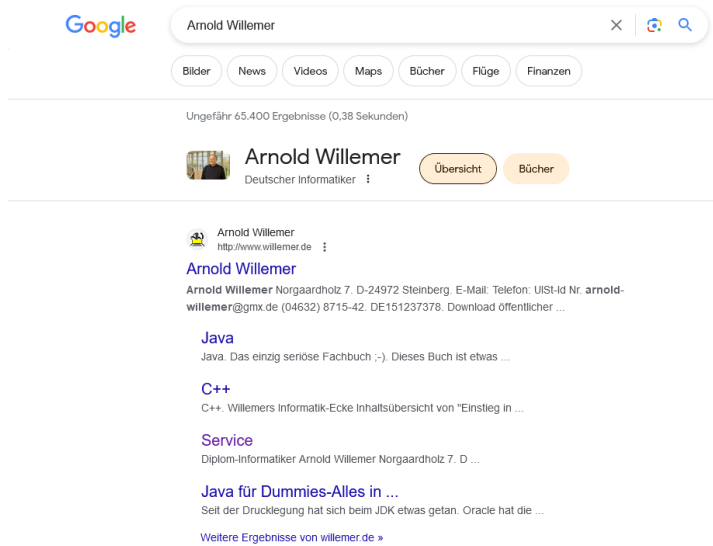 Google
Arnold Willemer
Bilder News Videos Maps Bücher Flüge Finanzen
Ungefähr 65.400 Ergebnisse (0,38 Sekunden)
Arnold Willemer
Deutscher Informatiker
Übersicht Bücher
Arnold Willemer
http://www.willemer.de
Arnold Willemer
Arnold Willemer Norgaardholz 7. D-24972 Steinberg. E-Mail: Telefon: UISt-Id Nr. arnold-
willemer@gmx.de (04632) 8715-42. DE151237378. Download öffentlicher ...
Java
Java. Das einzig seriöse Fachbuch ;-). Dieses Buch ist etwas ...
C++
C++. Willemers Informatik-Ecke Inhaltsübersicht von "Einstieg in ...
Service
Diplom-Informatiker Arnold Willemer Norgaardholz 7. D ...
Java für Dummies-Alles in ...
Seit der Drucklegung hat sich beim JDK etwas getan. Oracle hat die ...
Weitere Ergebnisse von willemer.de »